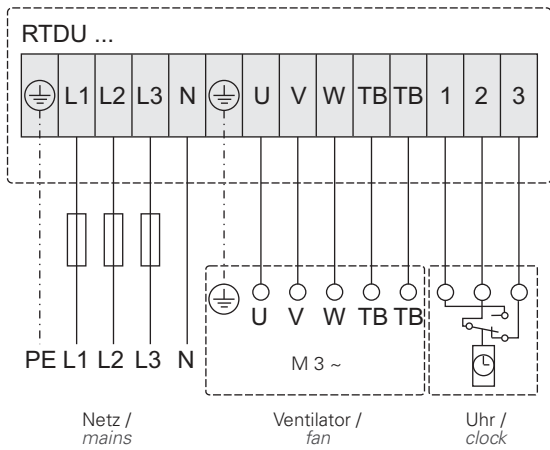 RTDU ...
L1 L2 L3 N U V W TB TB 1 2 3
U V W TB TB
PE L1 L2 L3 N
M 3 ~
Netz / Ventilator / Uhr /
mains fan clock